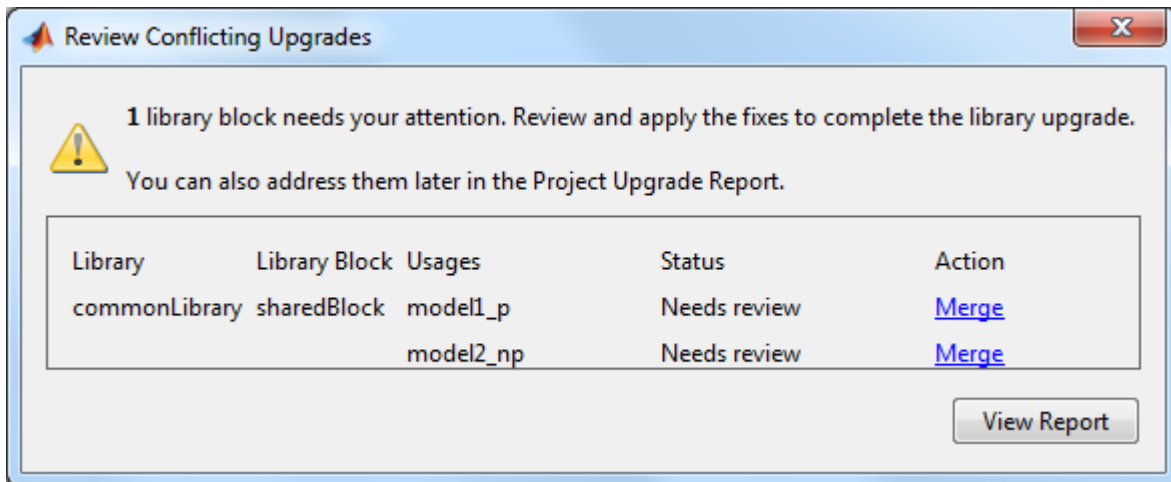 Review Conflicting Upgrades
1 library block needs your attention. Review and apply the fixes to complete the library upgrade.
You can also address them later in the Project Upgrade Report.
Library Library Block Usages Status Action
commonLibrary sharedBlock model1_p Needs review Merge
model2_np Needs review Merge
View Report